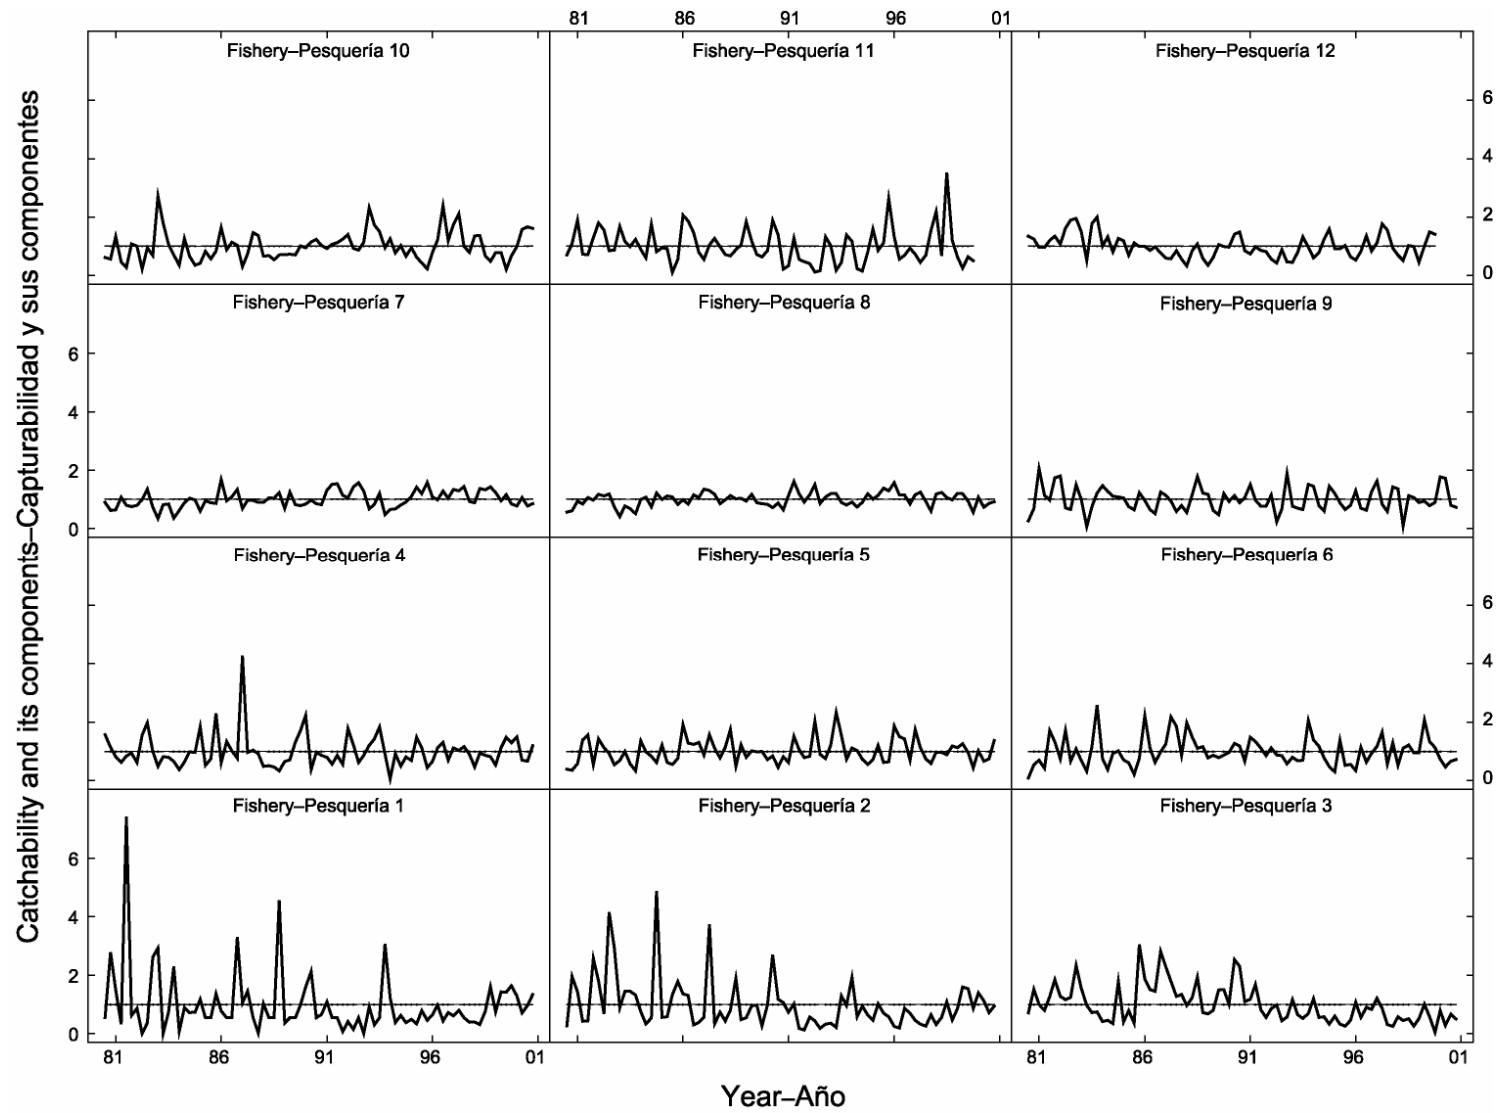 81 86 91 96 01
Fishery–Pesquería 10 Fishery–Pesquería 11 Fishery–Pesquería 12
6
4
2
0
Fishery–Pesquería 7 Fishery–Pesquería 8 Fishery–Pesquería 9
6
4
2
0
Fishery–Pesquería 4 Fishery–Pesquería 5 Fishery–Pesquería 6
6
4
2
0
Fishery–Pesquería 1 Fishery–Pesquería 2 Fishery–Pesquería 3
6
4
2
0
81 86 91 96 01 81 86 91 96 01
Year–Año
Catchability and its components–Capturabilidad y sus componentes